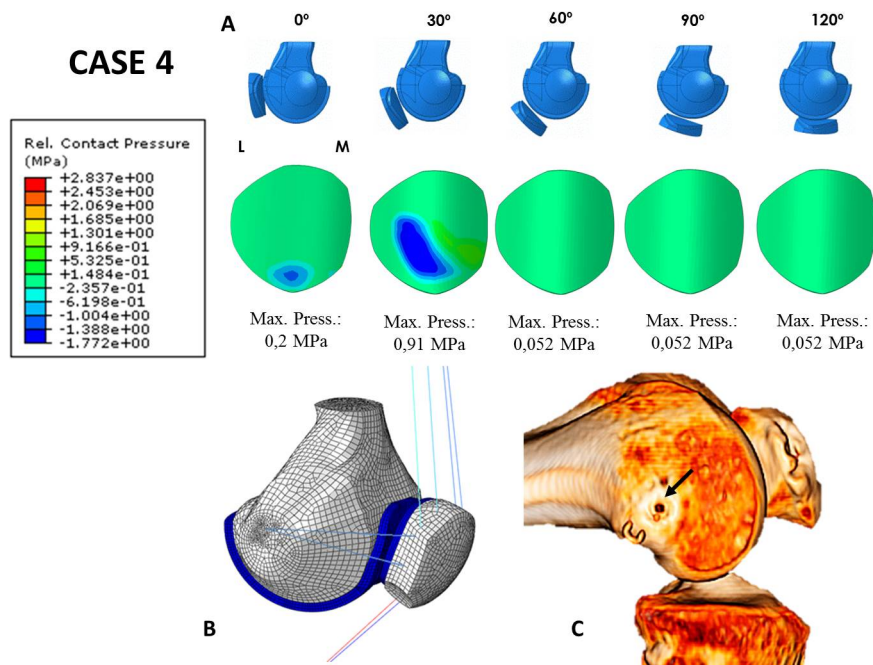 A
0º
30º
60º
90º
120º
CASE 4
L
M
Rel. Contact Pressure
(MPa)
+2.837e+00
+2.453e+00
+2.069e+00
+1.685e+00
+1.301e+00
+9.166e-01
+5.325e-01
+1.484e-01
-2.357e-01
-6.198e-01
-1.004e+00
-1.388e+00
-1.772e+00
Max. Press.:
0,2 MPa
Max. Press.:
0,91 MPa
Max. Press.:
0,052 MPa
Max. Press.:
0,052 MPa
Max. Press.:
0,052 MPa
B
C